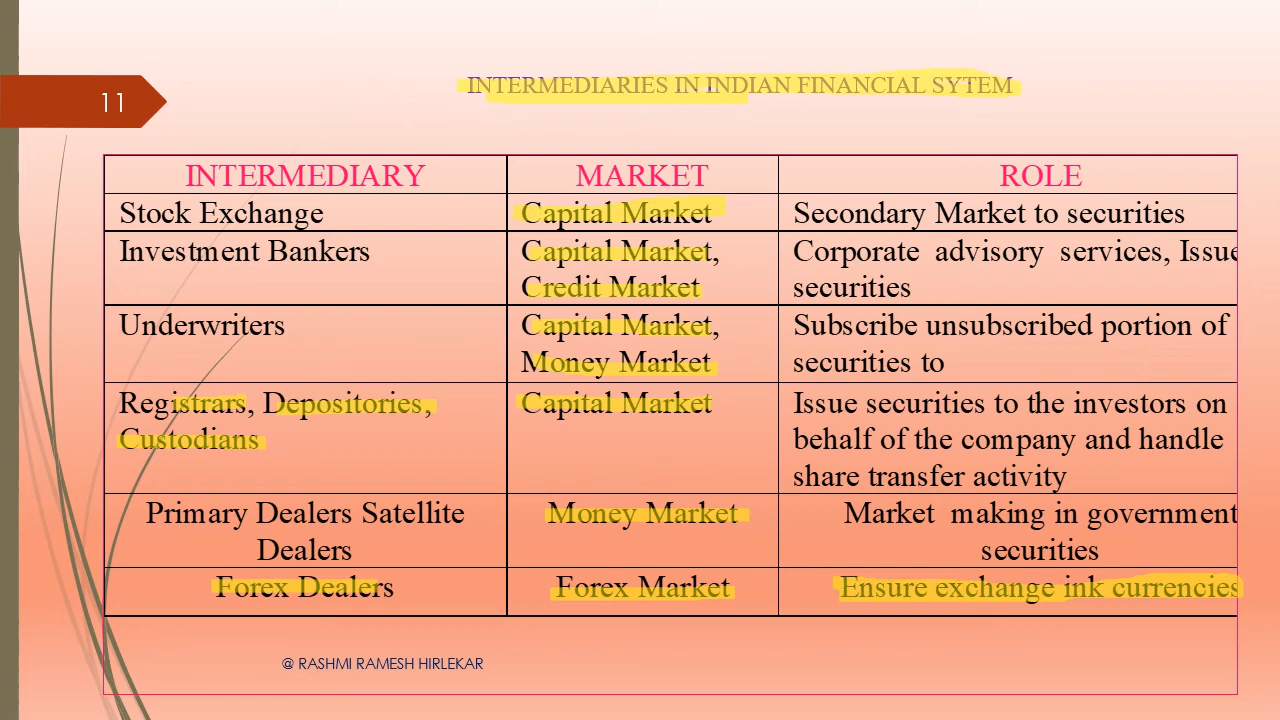 11
INTERMEDIARIES IN INDIAN FINANCIAL SYTEM
INTERMEDIARY MARKET ROLE
Stock Exchange Capital Market Secondary Market to securities
Investment Bankers Capital Market, Corporate advisory services, Issue
Credit Market securities
Underwriters Capital Market, Subscribe unsubscribed portion of
Money Market securities to
Registrars, Depositories, Capital Market Issue securities to the investors on
Custodians behalf of the company and handle
share transfer activity
Primary Dealers Satellite Money Market Market making in government
Dealers securities
Forex Dealers Forex Market Ensure exchange ink currencies
@ RASHMI RAMESH HIRLEKAR